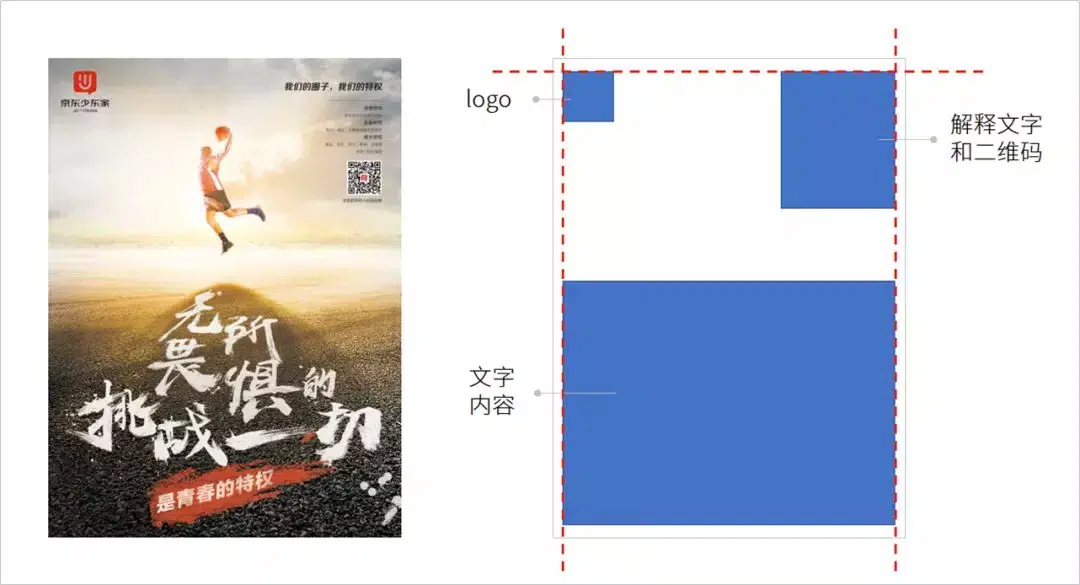 京东少东家
我们的圈子，我们的特权
无所
畏惧的
挑战一切
是青春的特权
logo
解释文字
和二维码
文字
内容